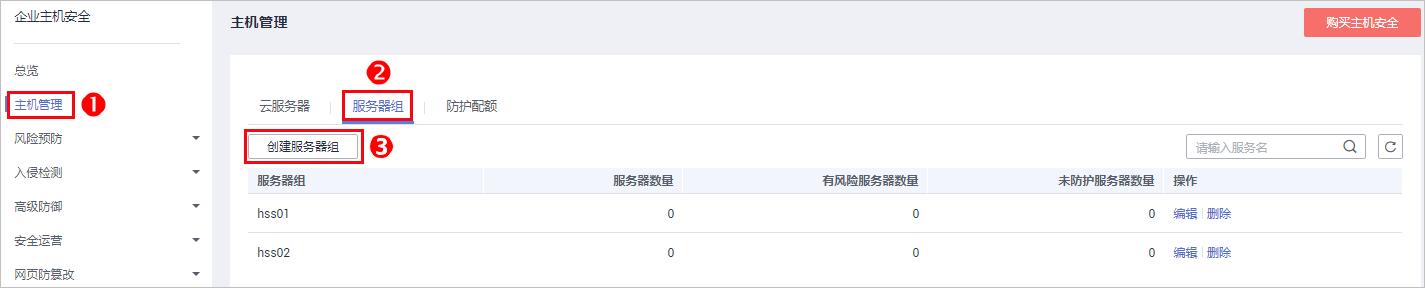 企业主机安全
总览
主机管理 1
风险预防
入侵检测
高级防御
安全运营
网页防篡改
主机管理
购买主机安全
2
云服务器 服务器组 防护配额
创建服务器组 3
请输入服务名
服务器组 服务器数量 有风险服务器数量 未防护服务器数量 操作
hss01 0 0 0 编辑 删除
hss02 0 0 0 编辑 删除